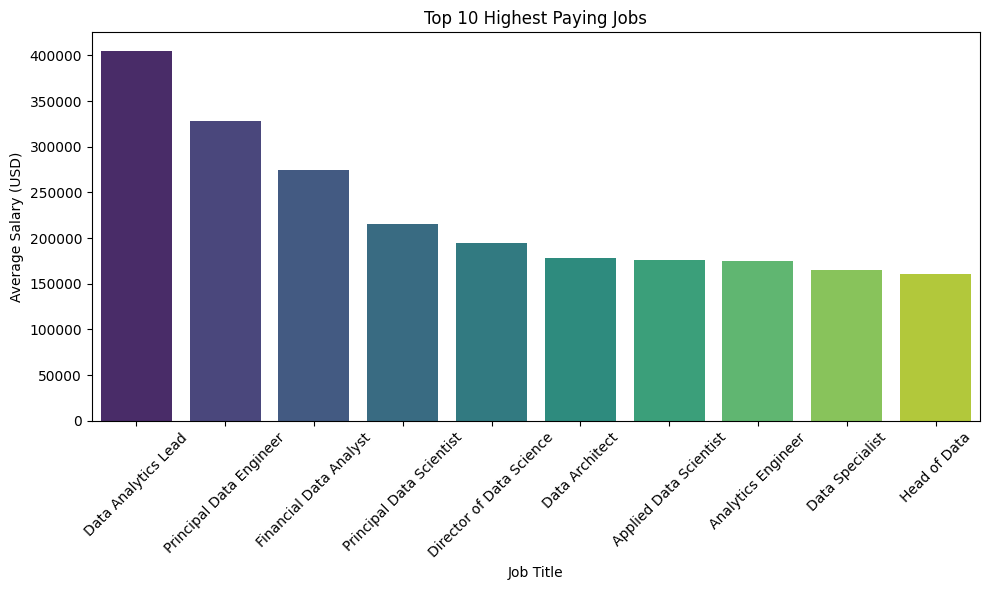 Top 10 Highest Paying Jobs
Average Salary (USD)
400000
350000
300000
250000
200000
150000
100000
50000
0
Data Analytics Lead
Principal Data Engineer
Financial Data Analyst
Principal Data Scientist
Director of Data Science
Data Architect
Applied Data Scientist
Analytics Engineer
Data Specialist
Head of Data
Job Title